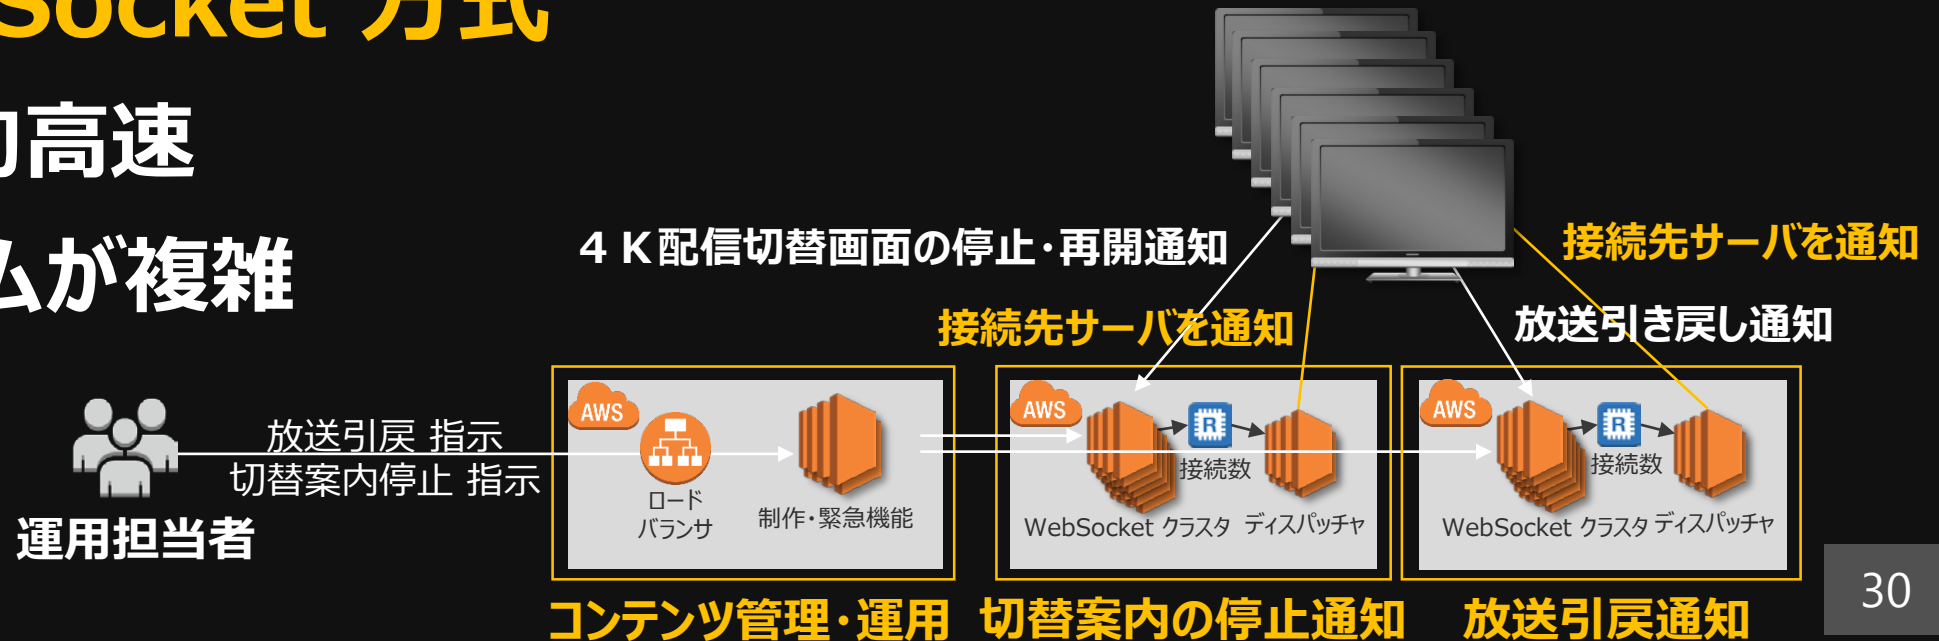 Socket 方式
高速
ムが複雑
４Ｋ配信切替画面の停止・再開通知
接続先サーバを通知
接続先サーバを通知
放送引き戻し通知
放送引戻 指示
切替案内停止 指示
運用担当者
AWS
ロード
バランサ
制作・緊急機能
コンテンツ管理・運用
AWS
R
接続数
WebSocket クラスタ
ディスパッチャ
切替案内の停止通知
AWS
R
接続数
WebSocket クラスタ
ディスパッチャ
放送引戻通知
30